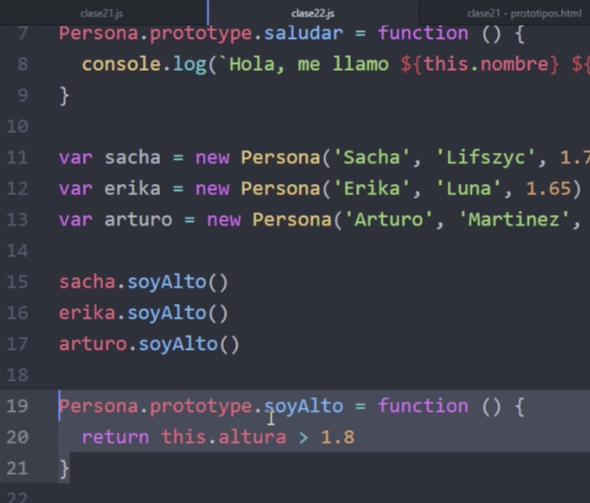 clase21.js clase22.js clase21 - prototipos.html
7 Persona.prototype.saludar = function () {
8 console.log(`Hola, me llamo ${this.nombre} ${
9 }
10
11 var sacha = new Persona('Sacha', 'Lifszyc', 1.7
12 var erika = new Persona('Erika', 'Luna', 1.65)
13 var arturo = new Persona('Arturo', 'Martinez',
14
15 sacha.soyAlto()
16 erika.soyAlto()
17 arturo.soyAlto()
18
19 Persona.prototype.soyAlto = function () {
20 return this.altura > 1.8
21 }
22